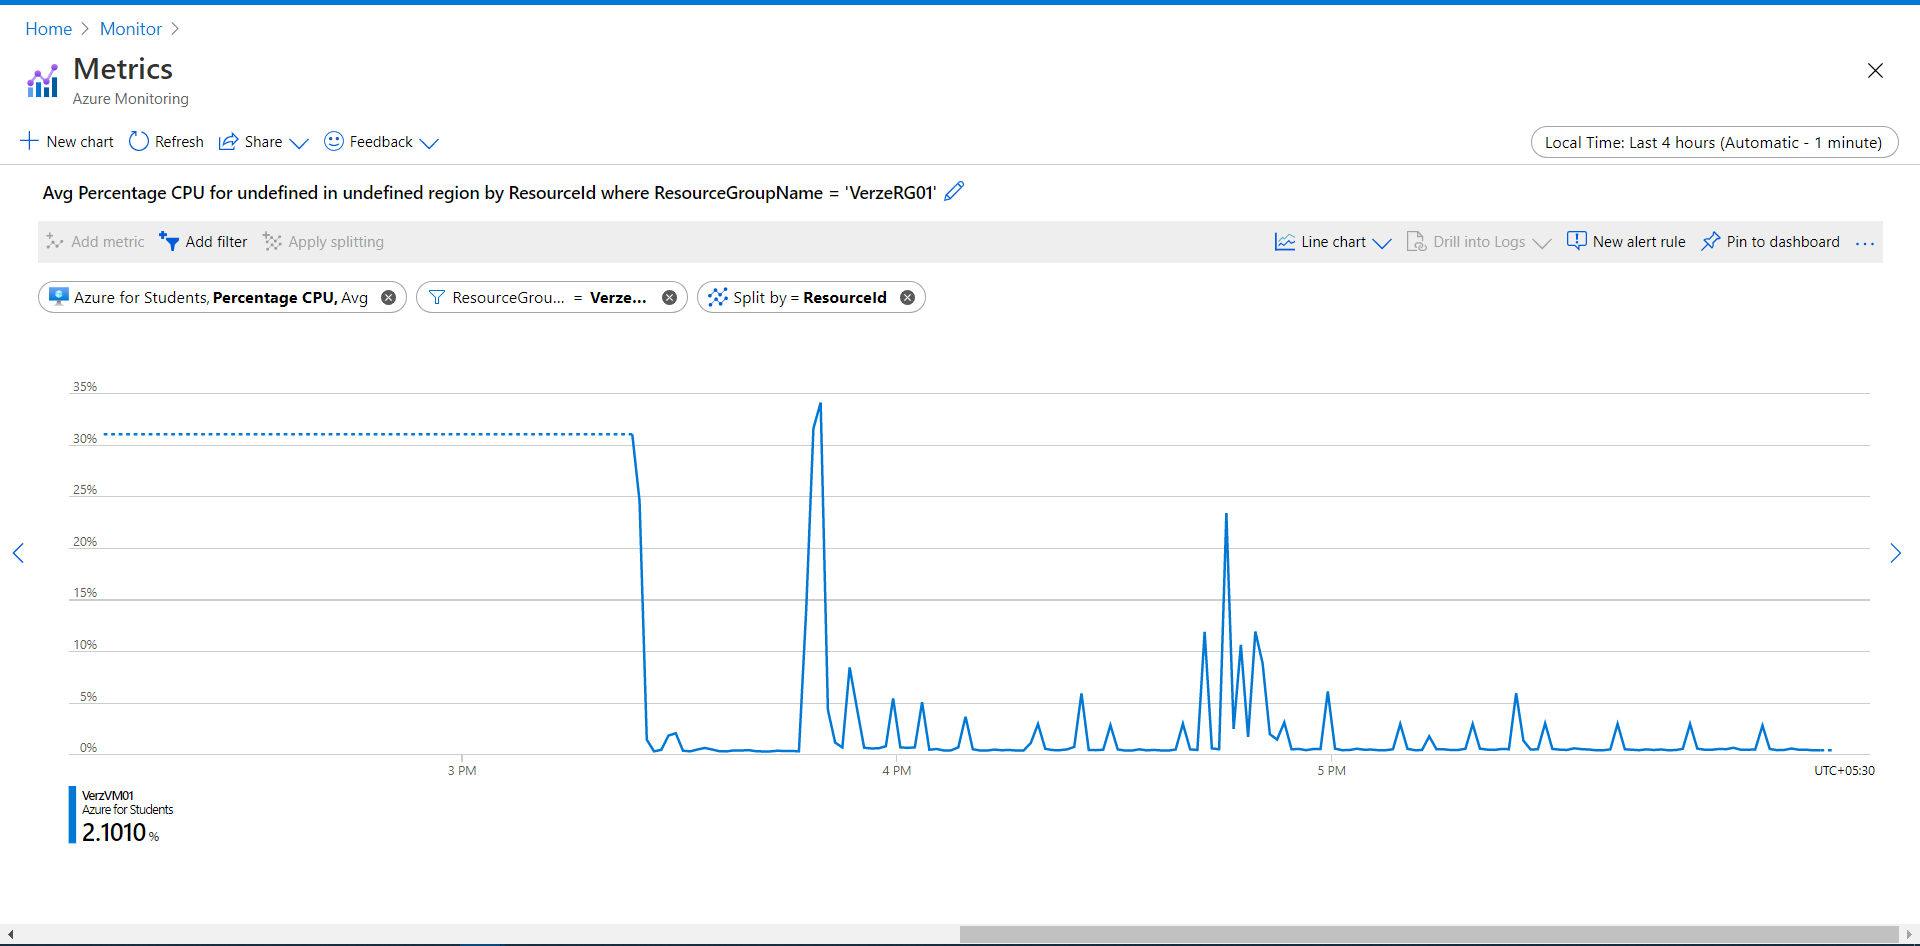 Home > Monitor >
Metrics
Azure Monitoring
New chart Refresh Share Feedback
Local Time: Last 4 hours (Automatic - 1 minute)
Avg Percentage CPU for undefined in undefined region by ResourceId where ResourceGroupName = 'VerzeRG01'
Add metric Add filter Apply splitting Line chart Drill into Logs New alert rule Pin to dashboard ...
Azure for Students, Percentage CPU, Avg ResourceGrou... = Verze... Split by = ResourceId
35%
30%
25%
20%
15%
10%
5%
0%
3 PM 4 PM 5 PM UTC+05:30
VerzVM01
Azure for Students
2.1010 %